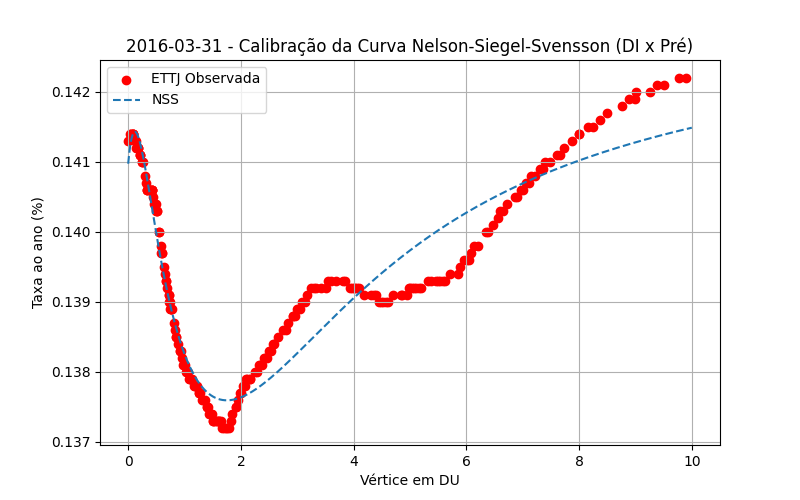 2016-03-31 - Calibração da Curva Nelson-Siegel-Svensson (DI x Pré)
ETTJ Observada
NSS
Taxa ao ano (%)
0.142
0.141
0.140
0.139
0.138
0.137
0 2 4 6 8 10
Vértice em DU